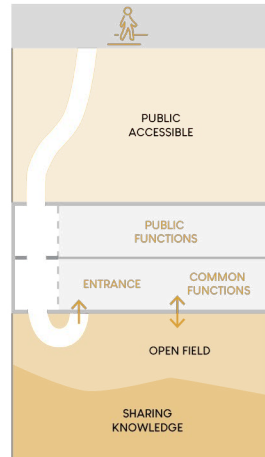 PUBLIC
ACCESSIBLE
PUBLIC
FUNCTIONS
ENTRANCE
COMMON
FUNCTIONS
OPEN FIELD
SHARING
KNOWLEDGE